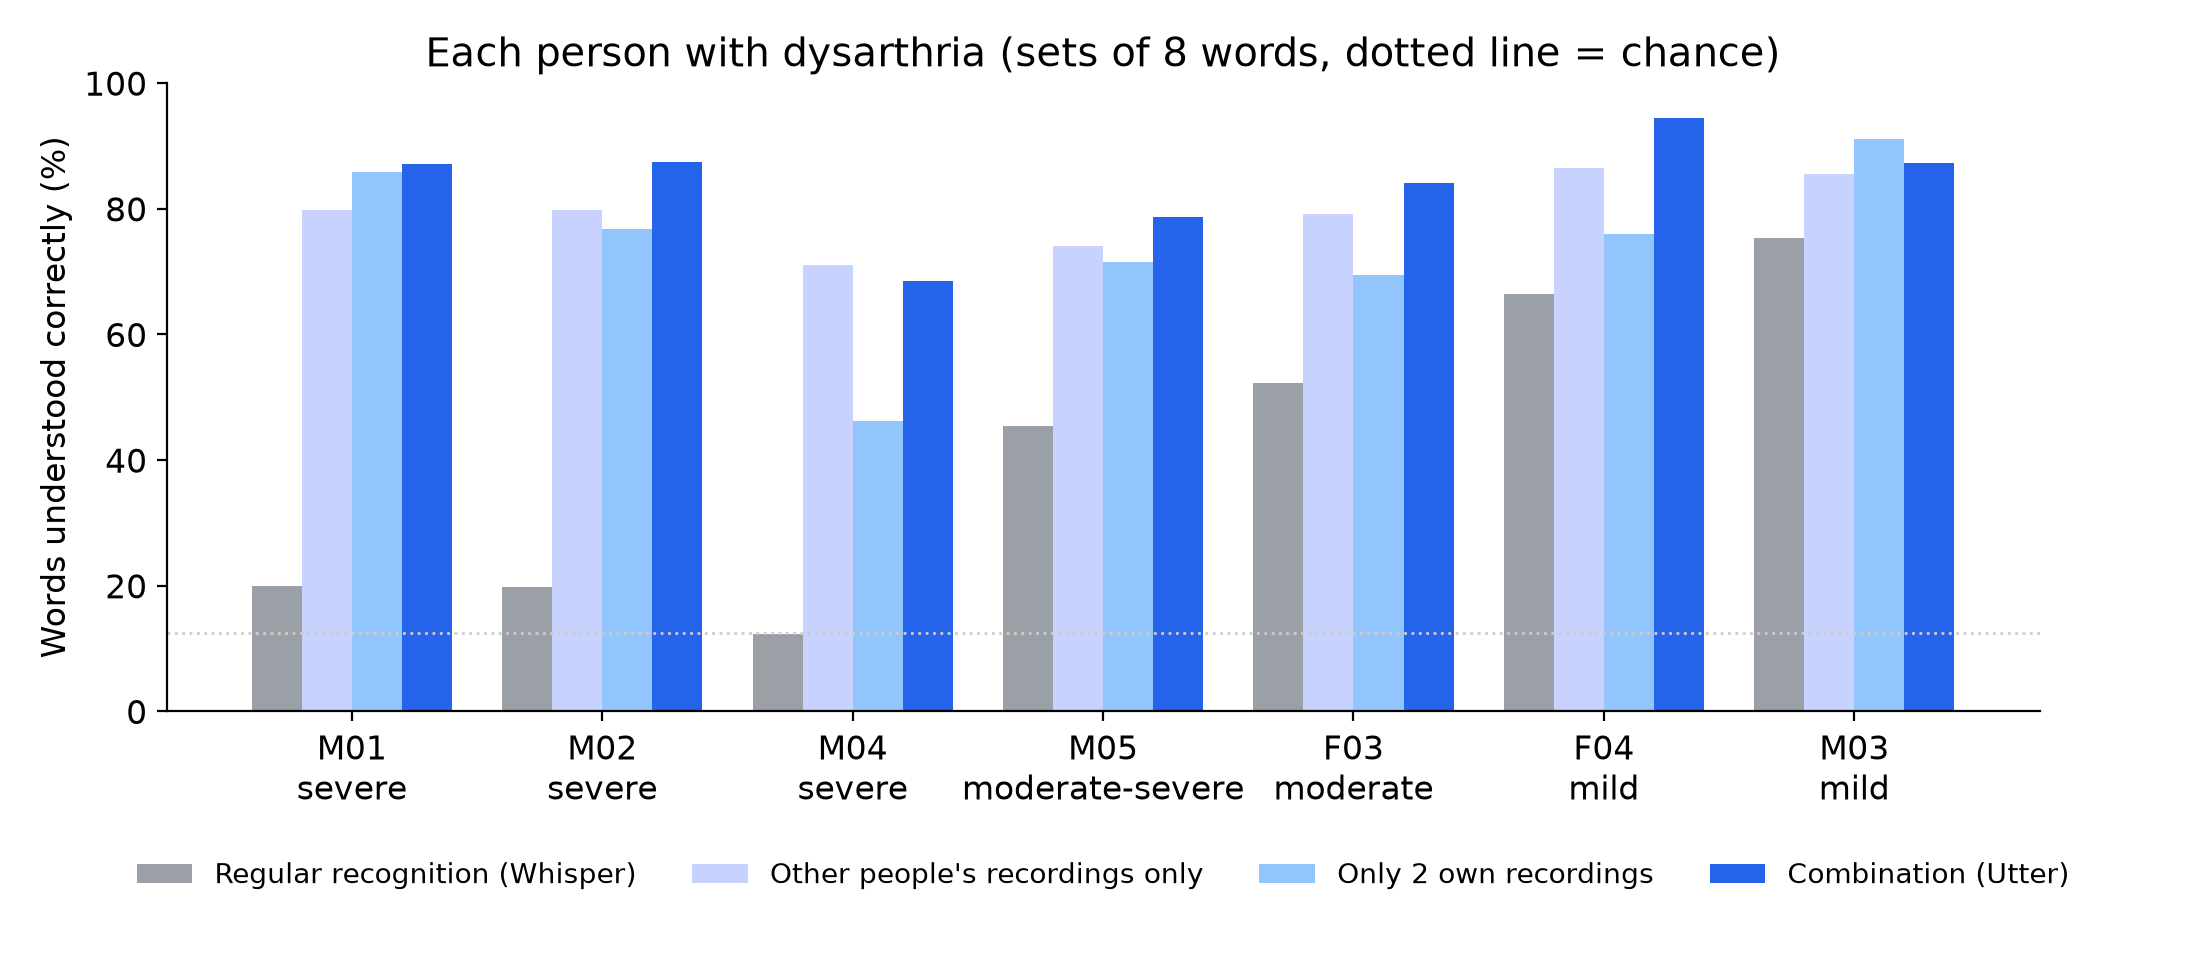 Each person with dysarthria (sets of 8 words, dotted line = chance)
Words understood correctly (%)
100
80
60
40
20
0
M01 M02 M04 M05 F03 F04 M03
severe severe severe moderate-severe moderate mild mild
Regular recognition (Whisper) Other people's recordings only Only 2 own recordings Combination (Utter)